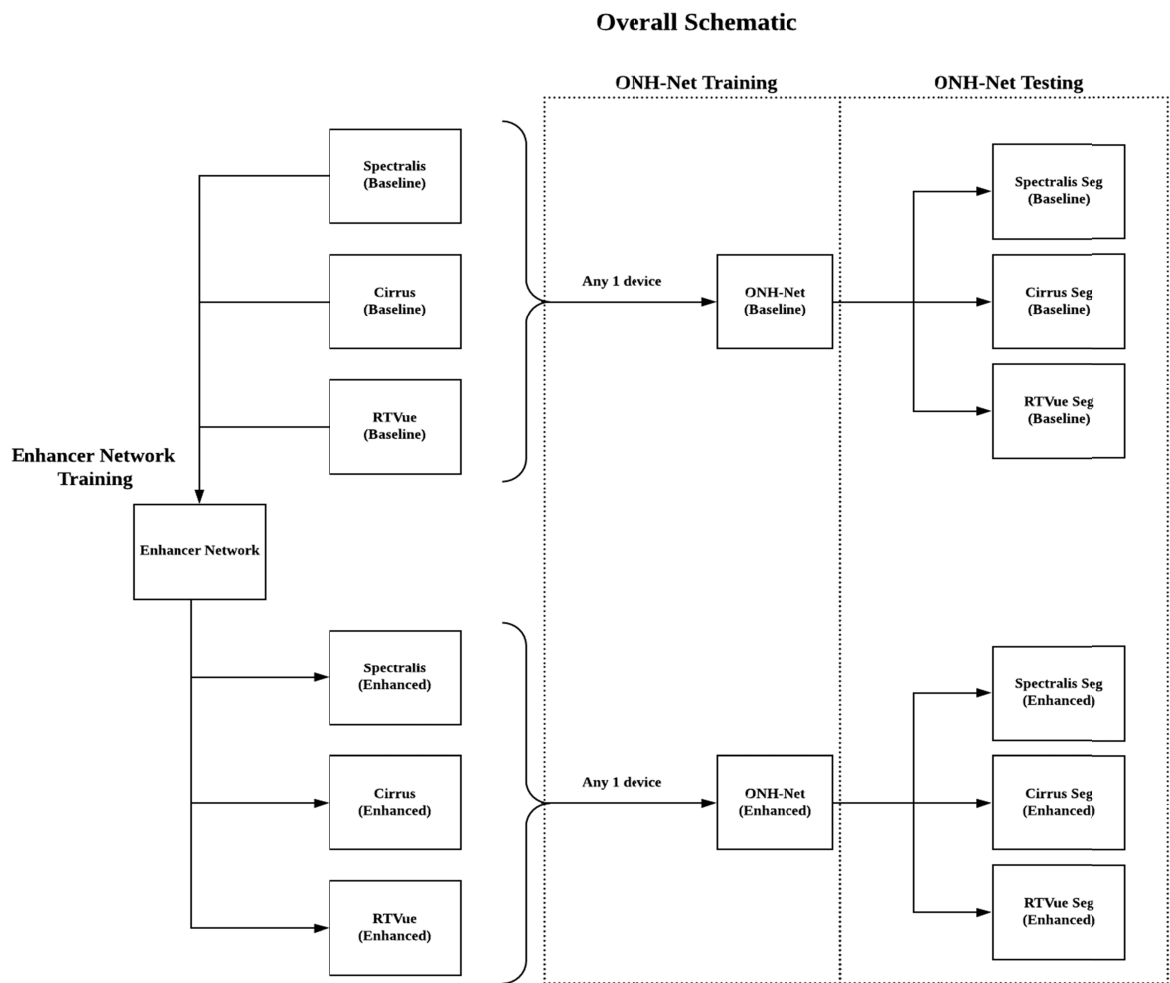 Overall Schematic
ONH-Net Training
ONH-Net Testing
Spectralis
(Baseline)
Cirrus
(Baseline)
RTVue
(Baseline)
Any 1 device
ONH-Net
(Baseline)
Spectralis Seg
(Baseline)
Cirrus Seg
(Baseline)
RTVue Seg
(Baseline)
Enhancer Network
Training
Enhancer Network
Spectralis
(Enhanced)
Cirrus
(Enhanced)
RTVue
(Enhanced)
Any 1 device
ONH-Net
(Enhanced)
Spectralis Seg
(Enhanced)
Cirrus Seg
(Enhanced)
RTVue Seg
(Enhanced)